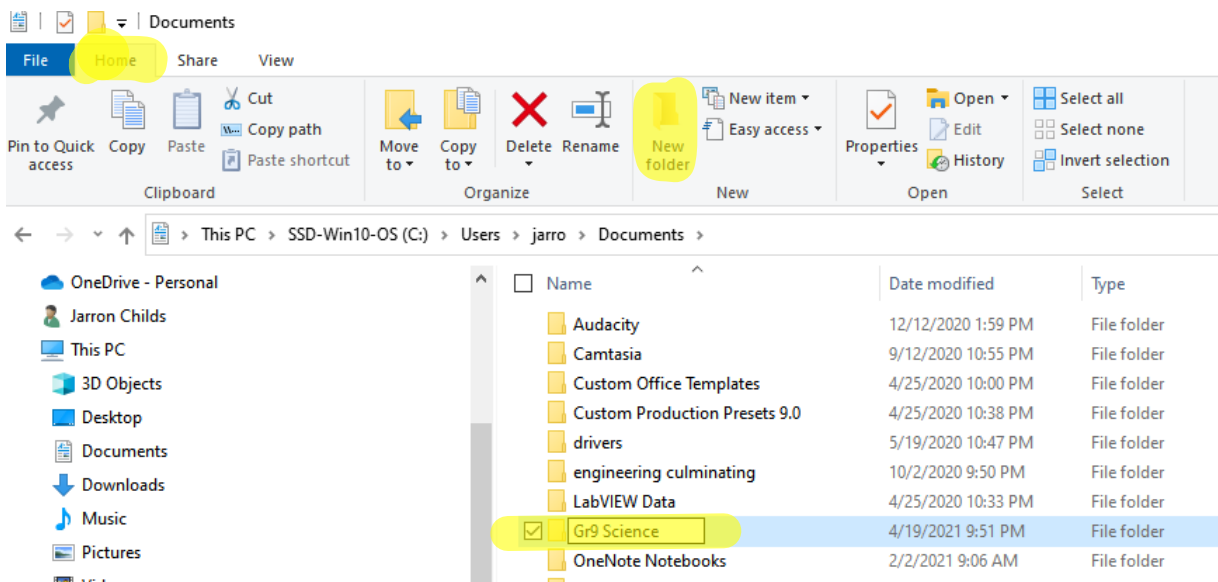 Documents
File Home Share View
Pin to Quick access
Copy
Paste
Cut
Copy path
Paste shortcut
Clipboard
Move to
Copy to
Delete
Rename
Organize
New folder
New item
Easy access
New
Properties
Open
Edit
History
Open
Select all
Select none
Invert selection
Select
This PC > SSD-Win10-OS (C:) > Users > jarro > Documents >
OneDrive - Personal
Jarron Childs
This PC
3D Objects
Desktop
Documents
Downloads
Music
Pictures
Name Date modified Type
Audacity 12/12/2020 1:59 PM File folder
Camtasia 9/12/2020 10:55 PM File folder
Custom Office Templates 4/25/2020 10:00 PM File folder
Custom Production Presets 9.0 4/25/2020 10:38 PM File folder
drivers 5/19/2020 10:47 PM File folder
engineering culminating 10/2/2020 9:50 PM File folder
LabVIEW Data 4/25/2020 10:33 PM File folder
Gr9 Science 4/19/2021 9:51 PM File folder
OneNote Notebooks 2/2/2021 9:06 AM File folder